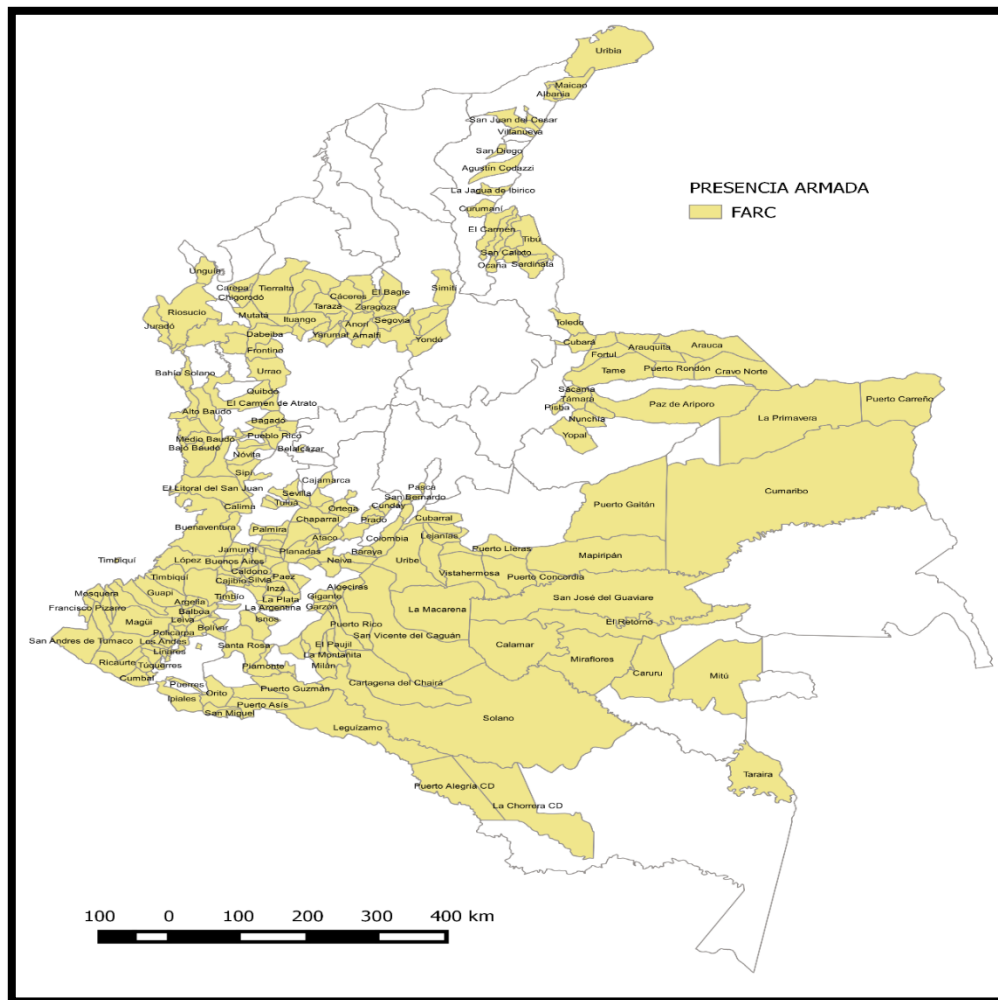 Uribia
Maicao
Albania
San Juan del Cesar
Villanueva
San Diego
Agustín Codazzi
La Jagua de Ibirico
Curumaní
El Carmen
Tibú
San Calixto
Ocaña
Sardinata
PRESENCIA ARMADA
FARC
Unguía
Carepa
Chigorodó
Tierralta
Riosucio
Mutatá
Juradó
Ituango
Tarazá
Cáceres
El Bagre
Zaragoza
Simití
Anorí
Segovia
Yarumal
Amalfi
Yondó
Dabeiba
Frontino
Urrao
Toledo
Cubará
Arauquita
Arauca
Fortul
Tame
Puerto Rondón
Cravo Norte
Bahía Solano
Quibdó
El Carmen de Atrato
Alto Baudo
Bagadó
Medio Baudó
Pueblo Rico
Bajo Baudó
Belalcázar
Nóvita
Sipí
Sácama
Támara
Pisba
Nunchía
Yopal
Paz de Ariporo
La Primavera
Puerto Carreño
Cumaribo
El Litoral del San Juan
Calima
Buenaventura
Cajamarca
Sevilla
Tuluá
Ortega
Chaparral
Palmira
Ataco
Planadas
Pasca
San Bernardo
Cunday
Prado
Cubarral
Colombia
Lejanías
Baraya
Neiva
Uribe
Puerto Gaitán
Puerto Lleras
Mapiripán
Vistahermosa
Puerto Concordia
Timbiquí
López
Jamundí
Buenos Aires
Caldono
Timbiquí
Cajibío
Silvia
Paez
Inzá
Mosquera
Guapi
Timbío
La Plata
Francisco Pizarro
Argelia
La Argentina
Balboa
Isnos
Magüí
Leiva
Bolívar
Policarpa
San Andres de Tumaco
Los Andes
Linares
Santa Rosa
Ricaurte
Túquerres
Cumbal
Piamonte
Puerres
Ipiales
Orito
Puerto Guzmán
Puerto Asís
San Miguel
Algeciras
Gigante
Garzón
Puerto Rico
El Paujil
San Vicente del Caguán
La Montañita
Milán
Cartagena del Chairá
La Macarena
San José del Guaviare
El Retorno
Calamar
Miraflores
Caruru
Mitú
Solano
Leguízamo
Taraira
Puerto Alegría CD
La Chorrera CD
100 0 100 200 300 400 km